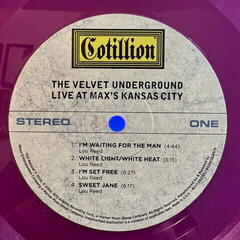 Cotillion
THE VELVET UNDERGROUND
LIVE AT MAX'S KANSAS CITY
STEREO
ONE
1. I'M WAITING FOR THE MAN (4:44)
Lou Reed
2. WHITE LIGHT/WHITE HEAT (5:15)
Lou Reed
3. I'M SET FREE (6:27)
Lou Reed
4. SWEET JANE (6:17)
Lou Reed